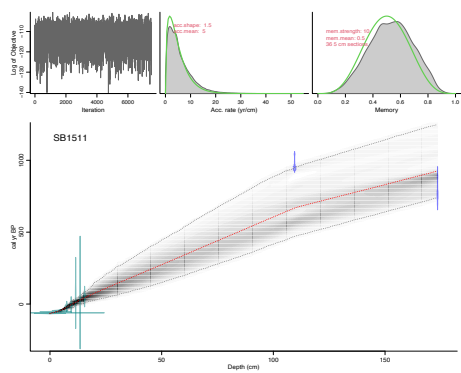 acc.shape: 1.5
acc.mean: 5
mem.strength: 10
mem.mean: 0.5
sections
Log of Objective
-140 -130 -120 -110
0 2000 4000 6000
Iteration
0 10 20 30 40 50
Acc. rate (yr/cm)
0.0 0.2 0.4 0.6 0.8 1.0
Memory
SB1511
cal yr BP
0 500 1000
0 50 100 150
Depth (cm)